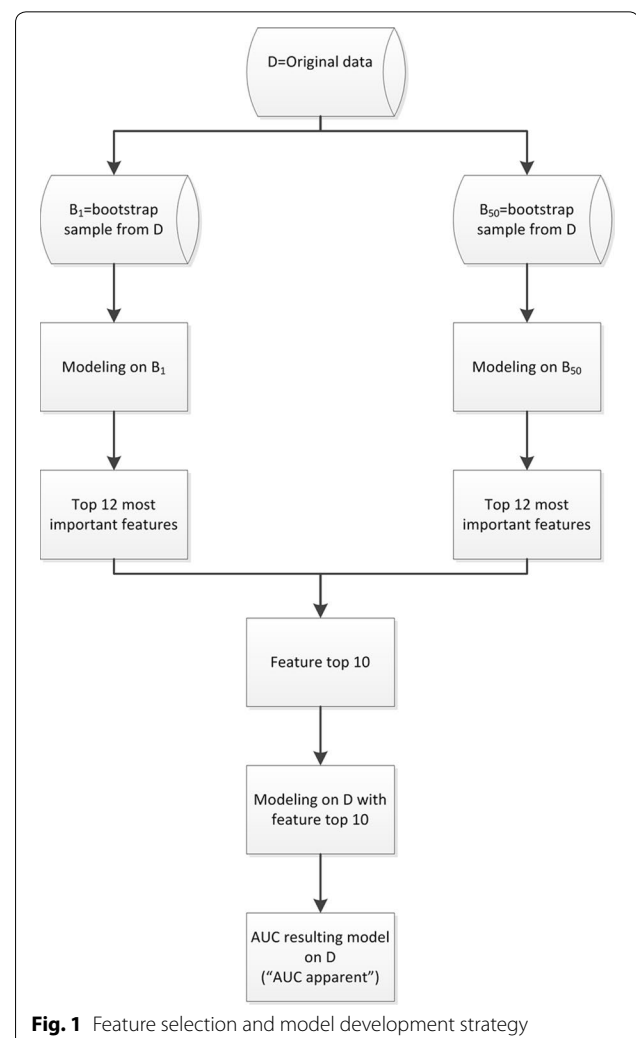 D=Original data
B₁=bootstrap
sample from D
B₅₀=bootstrap
sample from D
Modeling on B₁
Modeling on B₅₀
Top 12 most
important features
Top 12 most
important features
Feature top 10
Modeling on D with
feature top 10
AUC resulting model
on D
(“AUC apparent”)
Fig. 1 Feature selection and model development strategy